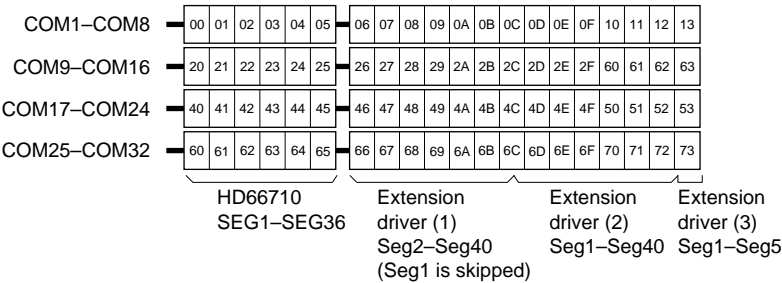 COM1–COM8 00 01 02 03 04 05 06 07 08 09 0A 0B 0C 0D 0E 0F 10 11 12 13
COM9–COM16 20 21 22 23 24 25 26 27 28 29 2A 2B 2C 2D 2E 2F 60 61 62 63
COM17–COM24 40 41 42 43 44 45 46 47 48 49 4A 4B 4C 4D 4E 4F 50 51 52 53
COM25–COM32 60 61 62 63 64 65 66 67 68 69 6A 6B 6C 6D 6E 6F 70 71 72 73
HD66710
SEG1–SEG36
Extension
driver (1)
Seg2–Seg40
(Seg1 is skipped)
Extension
driver (2)
Seg1–Seg40
Extension
driver (3)
Seg1–Seg5